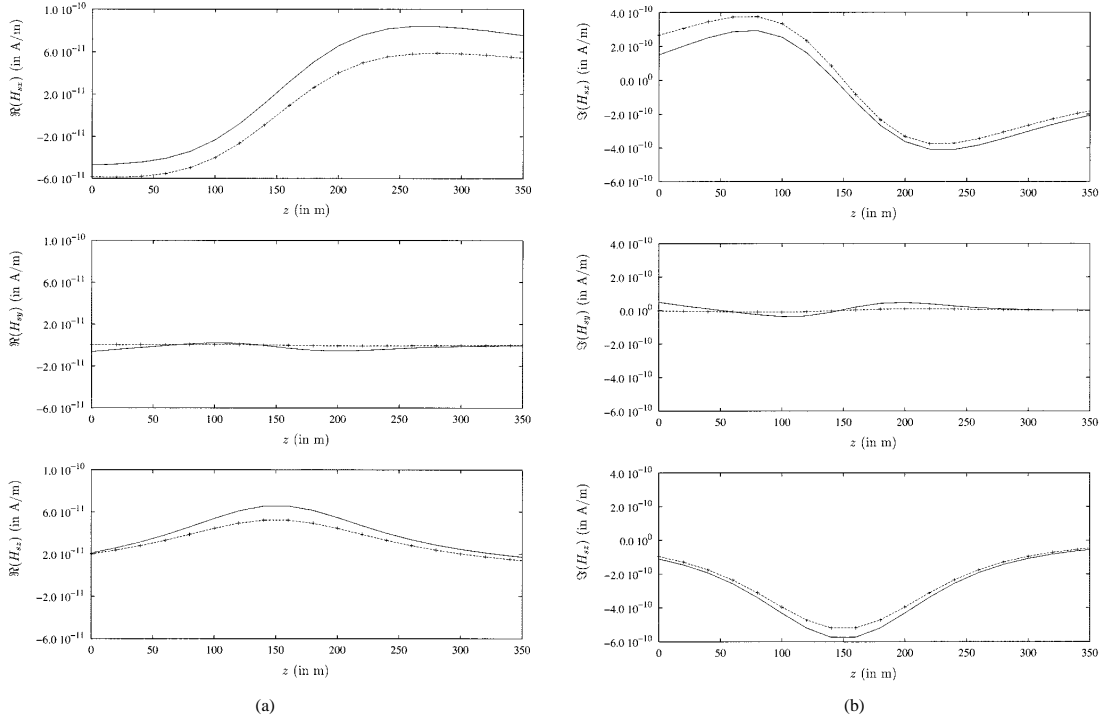 ℜ(H_sx) (in A/m)
1.0 10^-10
6.0 10^-11
2.0 10^-11
-2.0 10^-11
-6.0 10^-11
0 50 100 150 200 250 300 350
z (in m)
ℜ(H_sy) (in A/m)
1.0 10^-10
6.0 10^-11
2.0 10^-11
-2.0 10^-11
-6.0 10^-11
0 50 100 150 200 250 300 350
z (in m)
ℜ(H_sz) (in A/m)
1.0 10^-10
6.0 10^-11
2.0 10^-11
-2.0 10^-11
-6.0 10^-11
0 50 100 150 200 250 300 350
z (in m)
(a)
ℑ(H_sx) (in A/m)
4.0 10^-10
2.0 10^-10
0.0 10^0
-2.0 10^-10
-4.0 10^-10
-6.0 10^-10
0 50 100 150 200 250 300 350
z (in m)
ℑ(H_sy) (in A/m)
4.0 10^-10
2.0 10^-10
0.0 10^0
-2.0 10^-10
-4.0 10^-10
-6.0 10^-10
0 50 100 150 200 250 300 350
z (in m)
ℑ(H_sz) (in A/m)
4.0 10^-10
2.0 10^-10
0.0 10^0
-2.0 10^-10
-4.0 10^-10
-6.0 10^-10
0 50 100 150 200 250 300 350
z (in m)
(b)